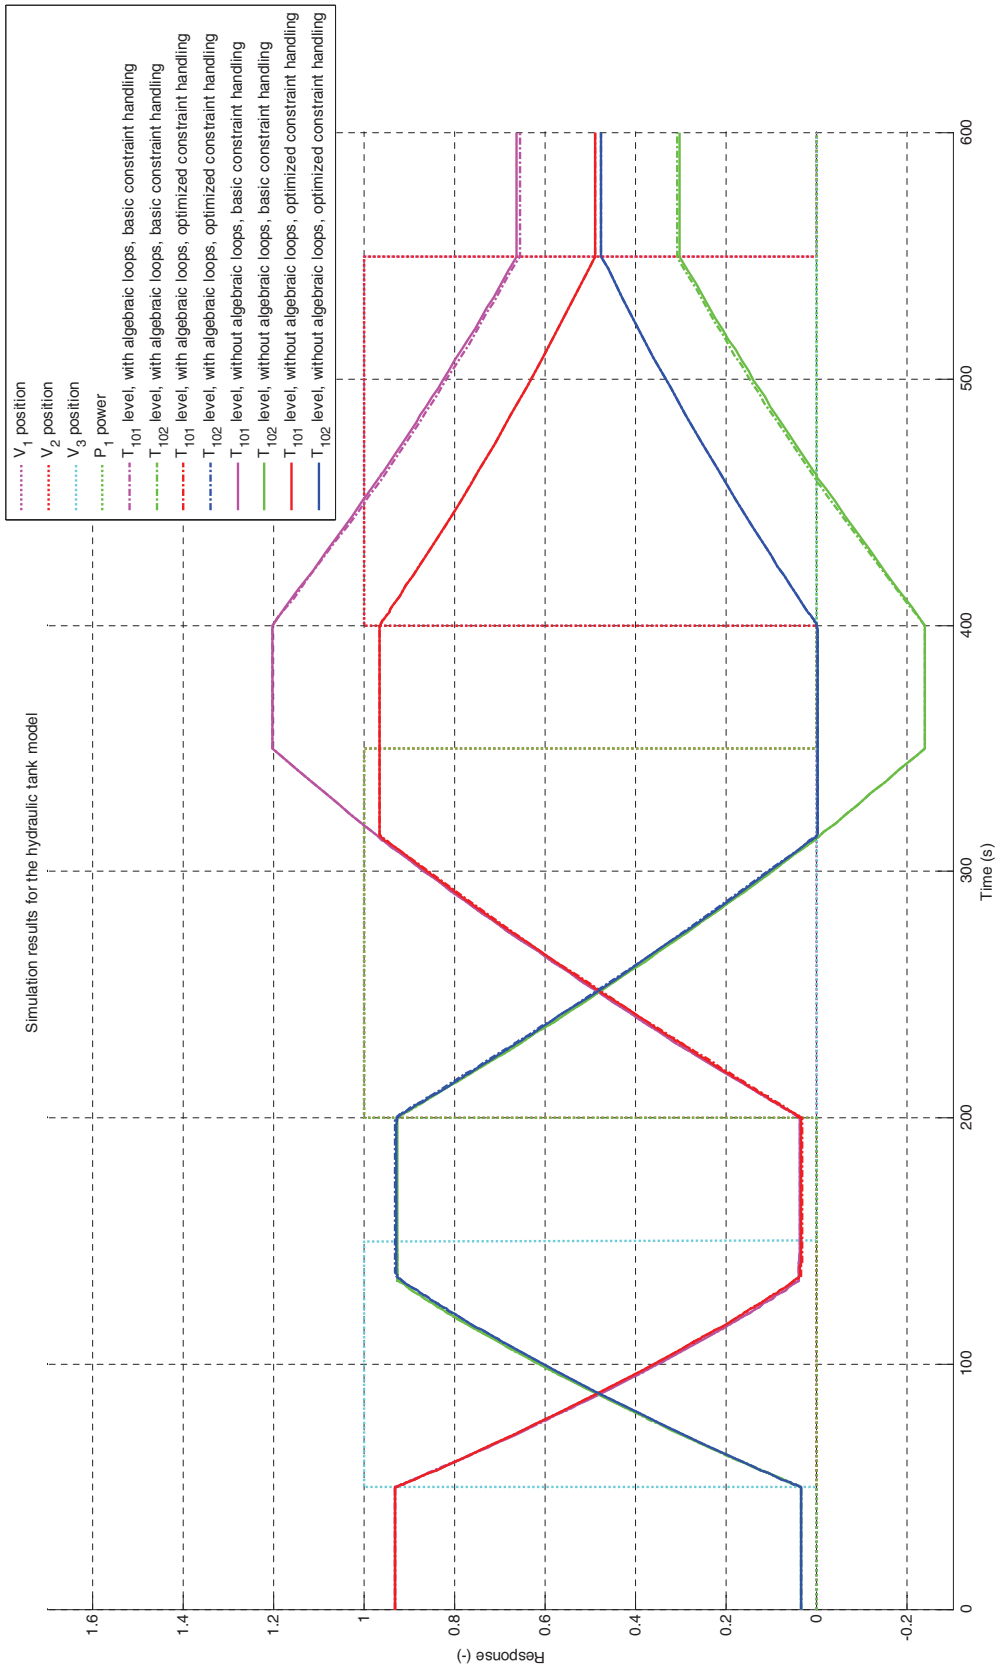 Simulation results for the hydraulic tank model
V1 position
V2 position
V3 position
P1 power
T101 level, with algebraic loops, basic constraint handling
T102 level, with algebraic loops, basic constraint handling
T101 level, with algebraic loops, optimized constraint handling
T102 level, with algebraic loops, optimized constraint handling
T101 level, without algebraic loops, basic constraint handling
T102 level, without algebraic loops, basic constraint handling
T101 level, without algebraic loops, optimized constraint handling
T102 level, without algebraic loops, optimized constraint handling
1.6
1.4
1.2
1
0.8
0.6
0.4
0.2
0
-0.2
Response (-)
0 100 200 300 400 500 600
Time (s)